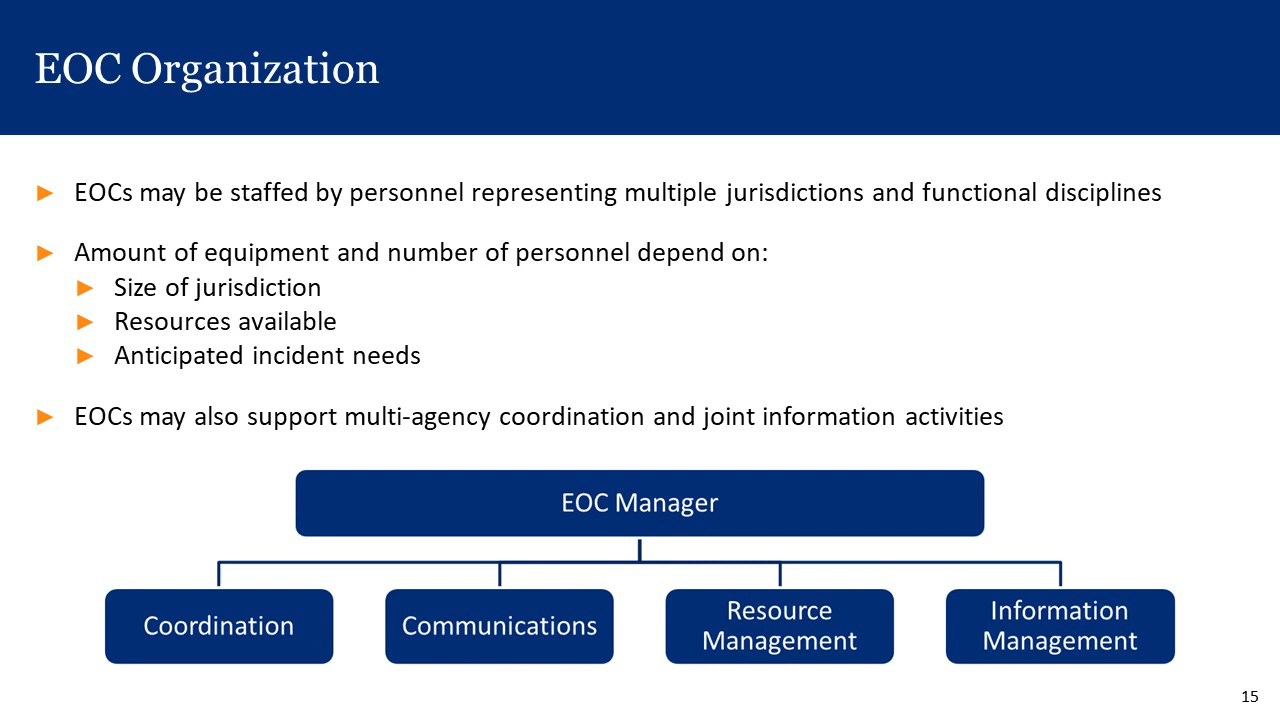 EOC Organization
► EOCs may be staffed by personnel representing multiple jurisdictions and functional disciplines
► Amount of equipment and number of personnel depend on:
► Size of jurisdiction
► Resources available
► Anticipated incident needs
► EOCs may also support multi-agency coordination and joint information activities
EOC Manager
Coordination
Communications
Resource
Management
Information
Management
15